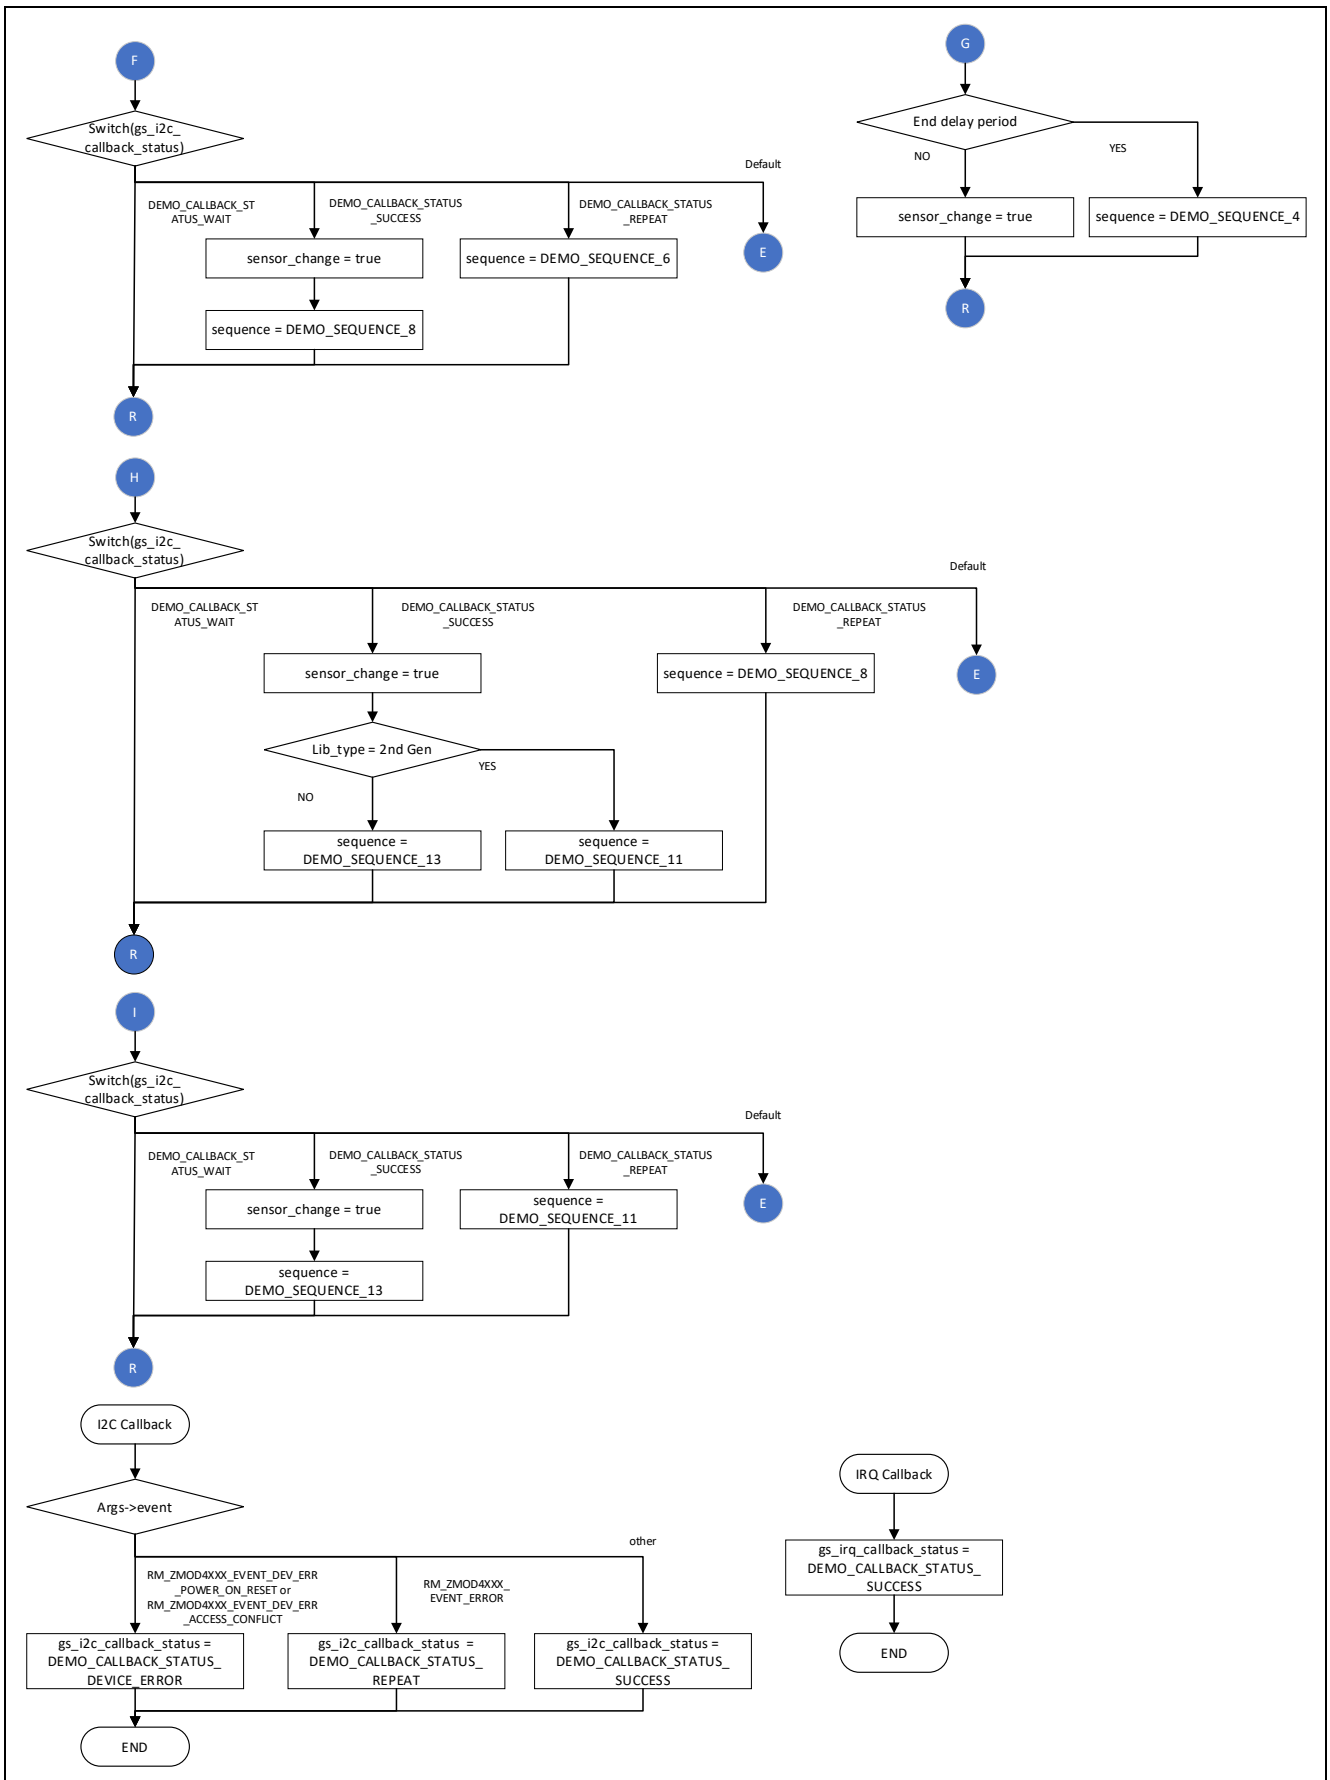 F
Switch(gs_i2c_
callback_status)
Default
DEMO_CALLBACK_ST
ATUS_WAIT
DEMO_CALLBACK_STATUS
_SUCCESS
DEMO_CALLBACK_STATUS
_REPEAT
sensor_change = true
sequence = DEMO_SEQUENCE_6
E
sequence = DEMO_SEQUENCE_8
R
G
End delay period
NO
YES
sensor_change = true
sequence = DEMO_SEQUENCE_4
R
H
Switch(gs_i2c_
callback_status)
Default
DEMO_CALLBACK_ST
ATUS_WAIT
DEMO_CALLBACK_STATUS
_SUCCESS
DEMO_CALLBACK_STATUS
_REPEAT
sensor_change = true
sequence = DEMO_SEQUENCE_8
E
Lib_type = 2nd Gen
YES
NO
sequence =
DEMO_SEQUENCE_13
sequence =
DEMO_SEQUENCE_11
R
I
Switch(gs_i2c_
callback_status)
Default
DEMO_CALLBACK_ST
ATUS_WAIT
DEMO_CALLBACK_STATUS
_SUCCESS
DEMO_CALLBACK_STATUS
_REPEAT
sensor_change = true
sequence =
DEMO_SEQUENCE_11
E
sequence =
DEMO_SEQUENCE_13
R
I2C Callback
Args->event
other
RM_ZMOD4XXX_EVENT_DEV_ERR
_POWER_ON_RESET or
RM_ZMOD4XXX_EVENT_DEV_ERR
_ACCESS_CONFLICT
RM_ZMOD4XXX_
EVENT_ERROR
gs_i2c_callback_status =
DEMO_CALLBACK_STATUS_
DEVICE_ERROR
gs_i2c_callback_status =
DEMO_CALLBACK_STATUS_
REPEAT
gs_i2c_callback_status =
DEMO_CALLBACK_STATUS_
SUCCESS
END
IRQ Callback
gs_irq_callback_status =
DEMO_CALLBACK_STATUS_
SUCCESS
END